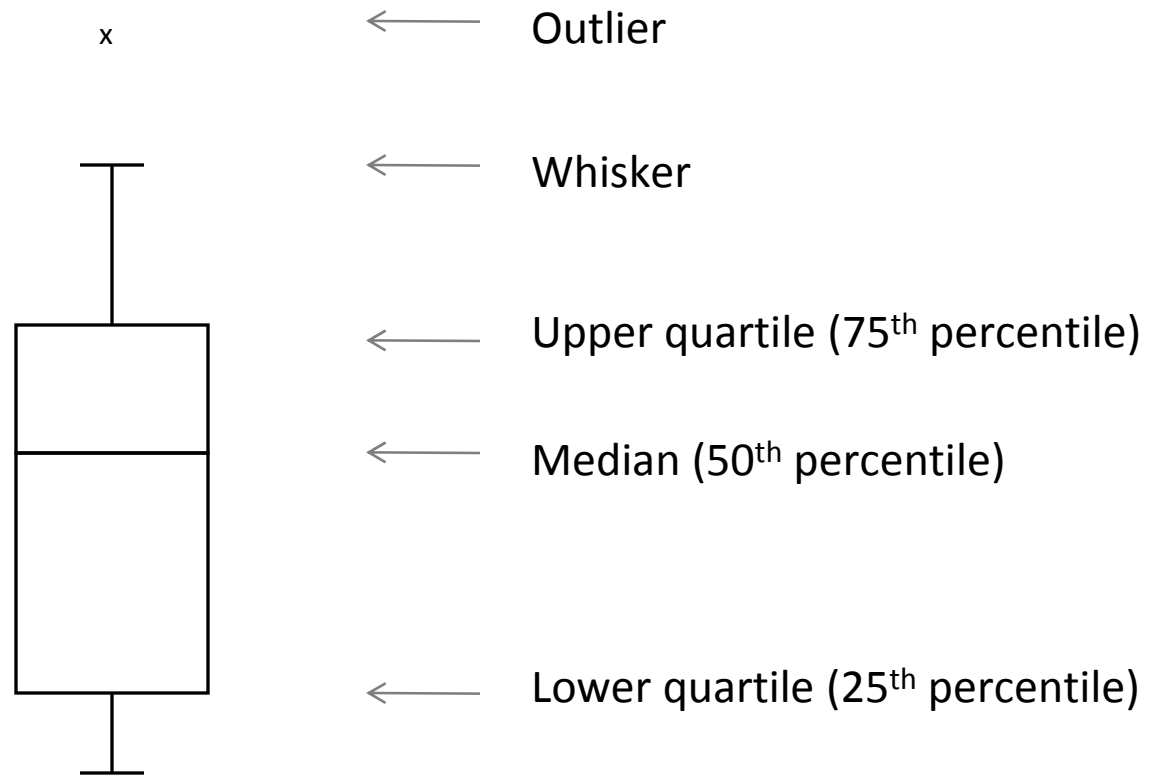 x
Outlier
Whisker
Upper quartile (75th percentile)
Median (50th percentile)
Lower quartile (25th percentile)